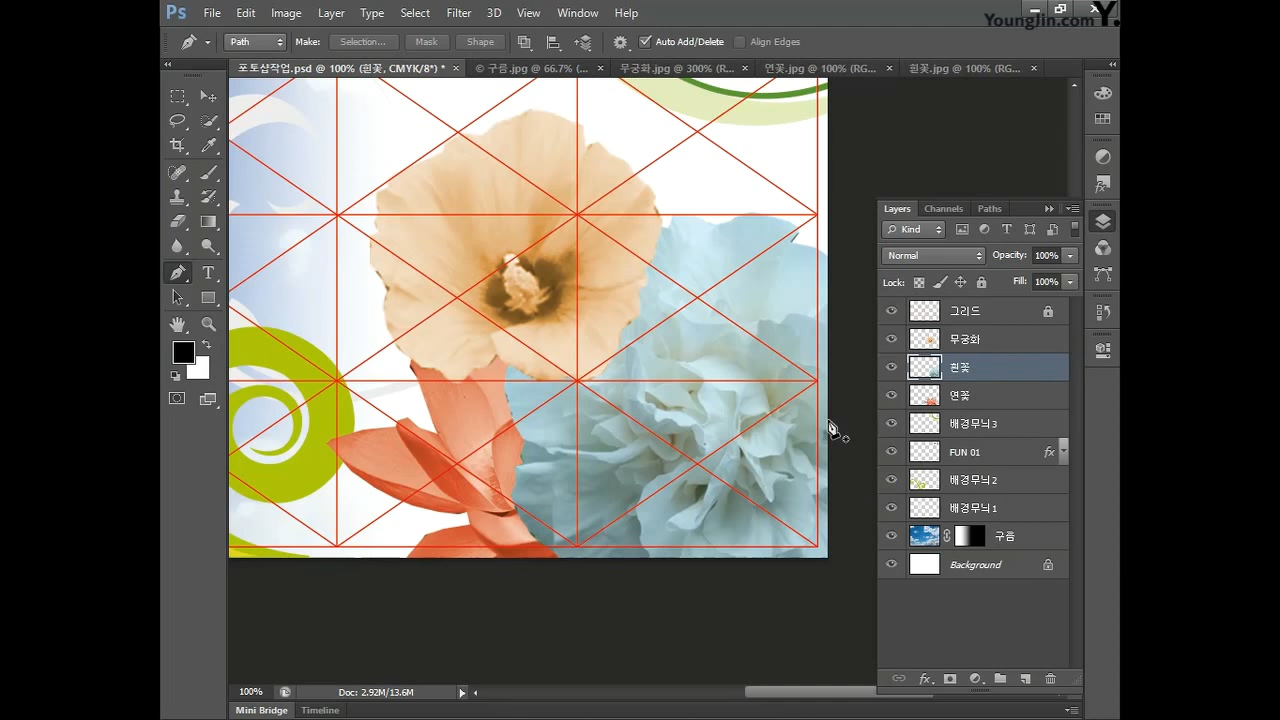 Ps File Edit Image Layer Type Select Filter 3D View Window Help
YoungJin.com Y.
Path Make: Selection... Mask Shape Auto Add/Delete Align Edges
포토샵작업.psd @ 100% (흰꽃, CMYK/8*) * × © 구름.jpg @ 66.7% (... × 무궁화.jpg @ 300% (R... × 연꽃.jpg @ 100% (RG... × 흰꽃.jpg @ 100% (RG... ×
Layers Channels Paths
Kind
Normal Opacity: 100%
Lock: Fill: 100%
그리드
무궁화
흰꽃
연꽃
배경무늬3
FUN 01 fx
배경무늬2
배경무늬1
구름
Background
100% Doc: 2.92M/13.6M
Mini Bridge Timeline